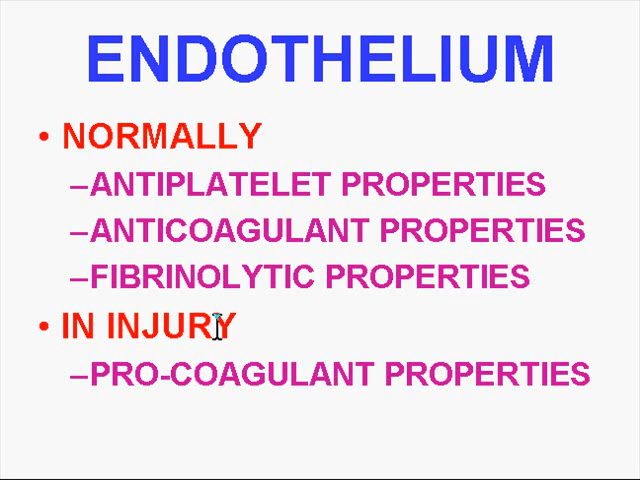 ENDOTHELIUM
• NORMALLY
–ANTIPLATELET PROPERTIES
–ANTICOAGULANT PROPERTIES
–FIBRINOLYTIC PROPERTIES
• IN INJURY
–PRO-COAGULANT PROPERTIES